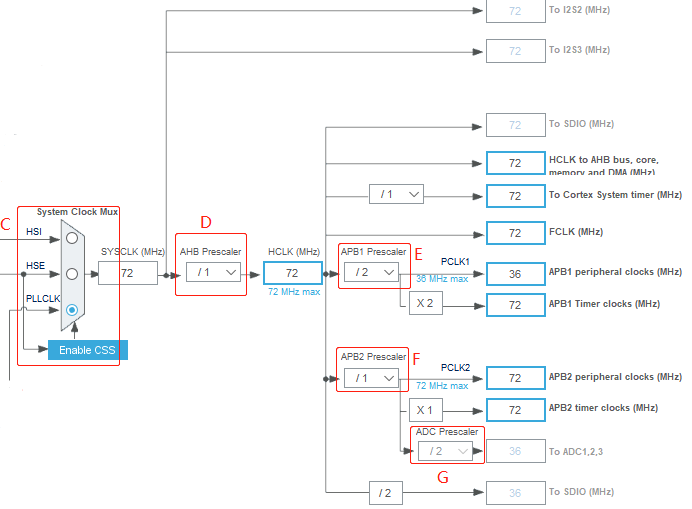 72
To I2S2 (MHz)
72
To I2S3 (MHz)
72
To SDIO (MHz)
72
HCLK to AHB bus, core,
memory and DMA (MHz)
/ 1
72
To Cortex System timer (MHz)
72
FCLK (MHz)
C
System Clock Mux
HSI
HSE
PLLCLK
Enable CSS
SYSCLK (MHz)
72
D
AHB Prescaler
/ 1
HCLK (MHz)
72
72 MHz max
APB1 Prescaler
/ 2
E
PCLK1
36 MHz max
36
APB1 peripheral clocks (MHz)
X 2
72
APB1 Timer clocks (MHz)
APB2 Prescaler
/ 1
F
PCLK2
72 MHz max
72
APB2 peripheral clocks (MHz)
X 1
72
APB2 timer clocks (MHz)
ADC Prescaler
/ 2
36
To ADC1,2,3
G
/ 2
36
To SDIO (MHz)